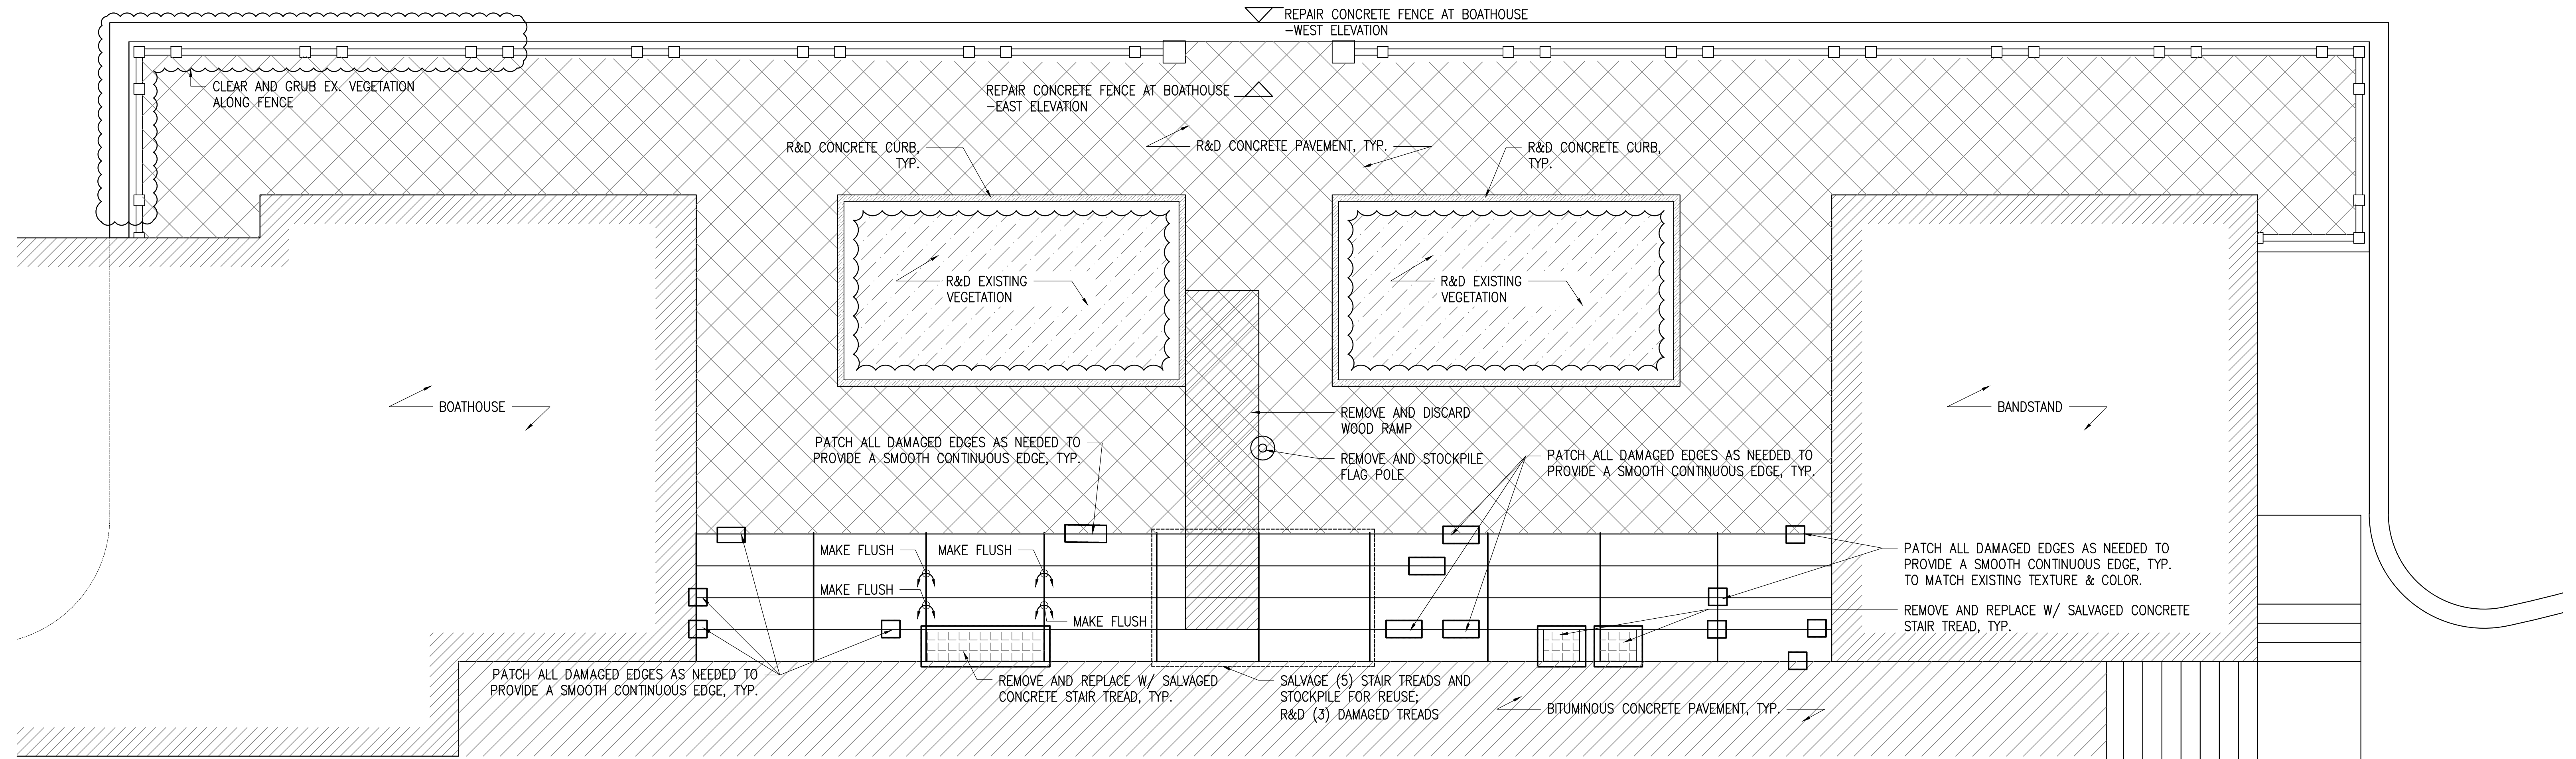 REPAIR CONCRETE FENCE AT BOATHOUSE
-WEST ELEVATION
CLEAR AND GRUB EX. VEGETATION
ALONG FENCE
REPAIR CONCRETE FENCE AT BOATHOUSE
-EAST ELEVATION
R&D CONCRETE CURB,
TYP.
R&D CONCRETE PAVEMENT, TYP.
R&D CONCRETE CURB,
TYP.
R&D EXISTING
VEGETATION
R&D EXISTING
VEGETATION
BOATHOUSE
BANDSTAND
REMOVE AND DISCARD
WOOD RAMP
PATCH ALL DAMAGED EDGES AS NEEDED TO
PROVIDE A SMOOTH CONTINUOUS EDGE, TYP.
REMOVE AND STOCKPILE
FLAG POLE
PATCH ALL DAMAGED EDGES AS NEEDED TO
PROVIDE A SMOOTH CONTINUOUS EDGE, TYP.
MAKE FLUSH
MAKE FLUSH
MAKE FLUSH
MAKE FLUSH
PATCH ALL DAMAGED EDGES AS NEEDED TO
PROVIDE A SMOOTH CONTINUOUS EDGE, TYP.
TO MATCH EXISTING TEXTURE & COLOR.
REMOVE AND REPLACE W/ SALVAGED CONCRETE
STAIR TREAD, TYP.
PATCH ALL DAMAGED EDGES AS NEEDED TO
PROVIDE A SMOOTH CONTINUOUS EDGE, TYP.
REMOVE AND REPLACE W/ SALVAGED
CONCRETE STAIR TREAD, TYP.
SALVAGE (5) STAIR TREADS AND
STOCKPILE FOR REUSE;
R&D (3) DAMAGED TREADS
BITUMINOUS CONCRETE PAVEMENT, TYP.